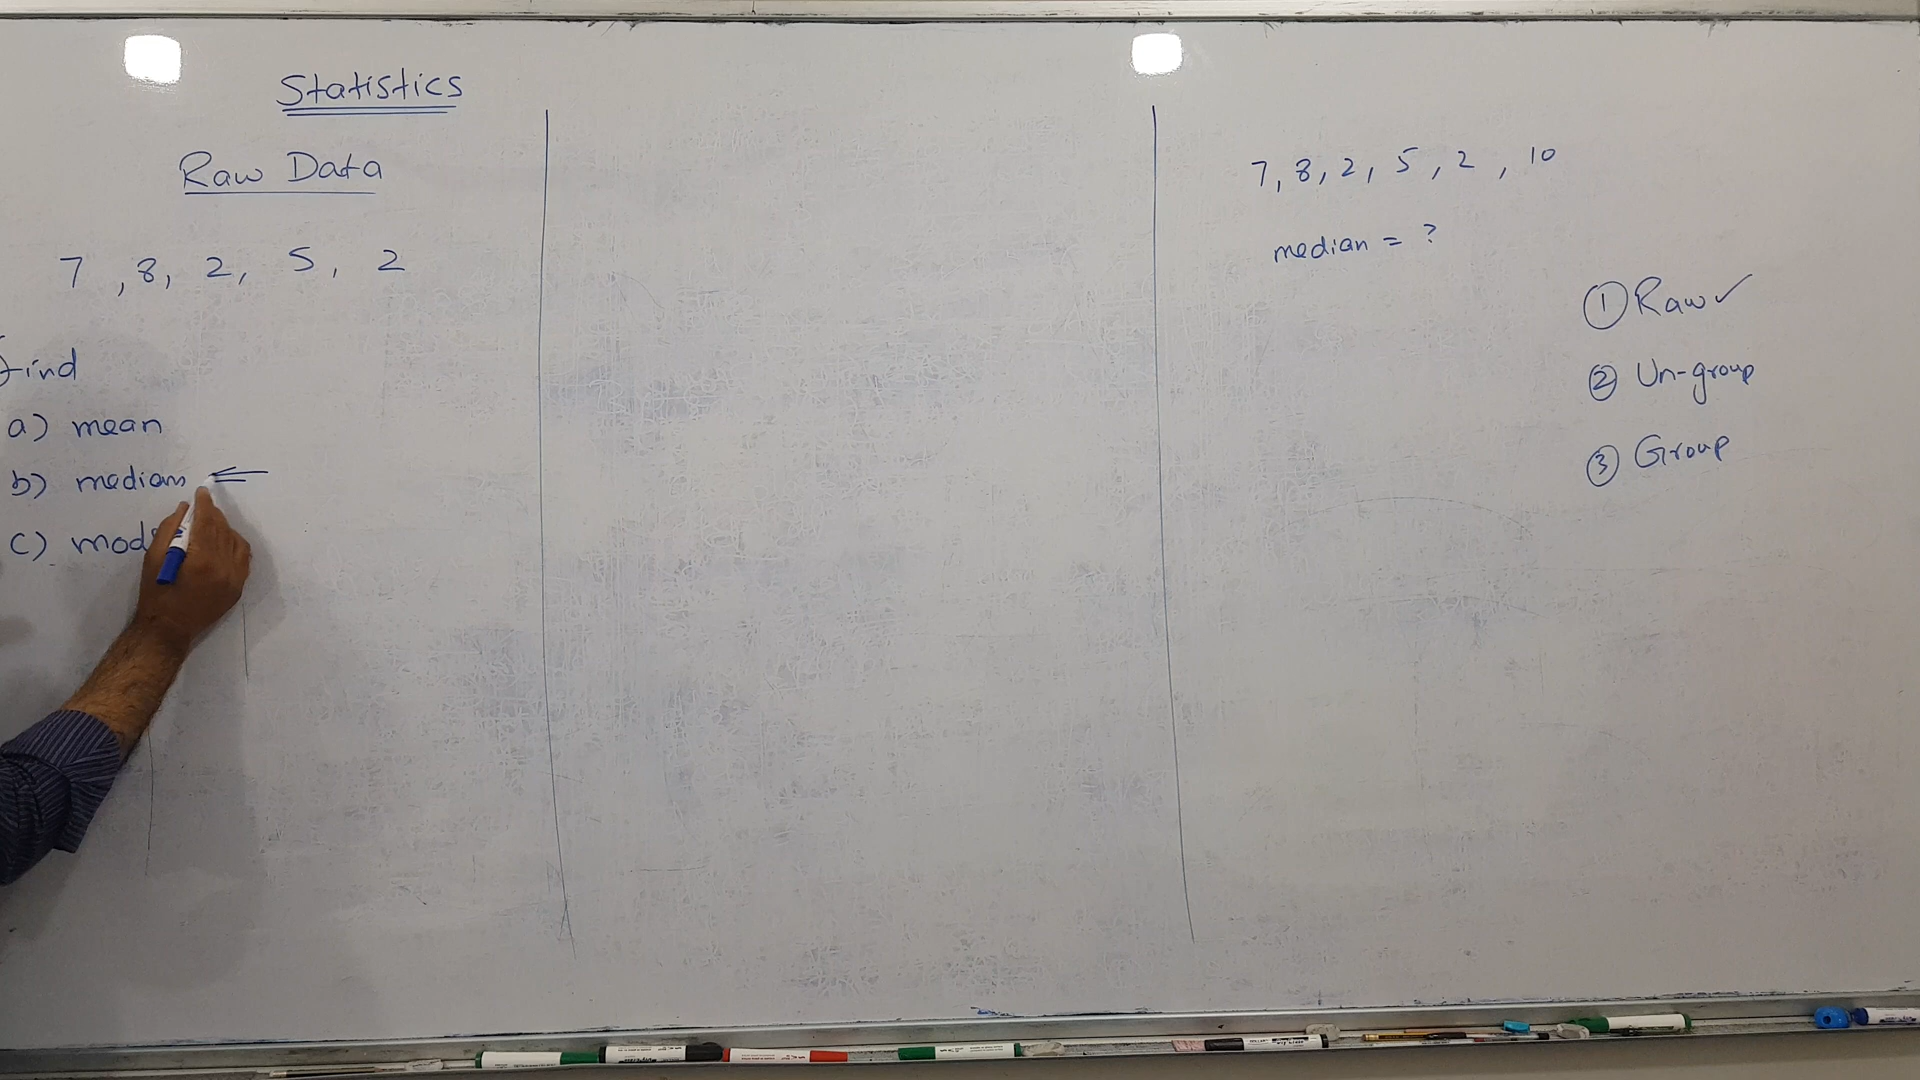 Statistics
Raw Data
7 , 8, 2, 5, 2
find
a) mean
b) median
c) mode
7, 8, 2, 5, 2, 10
median = ?
① Raw ✓
② Un-group
③ Group